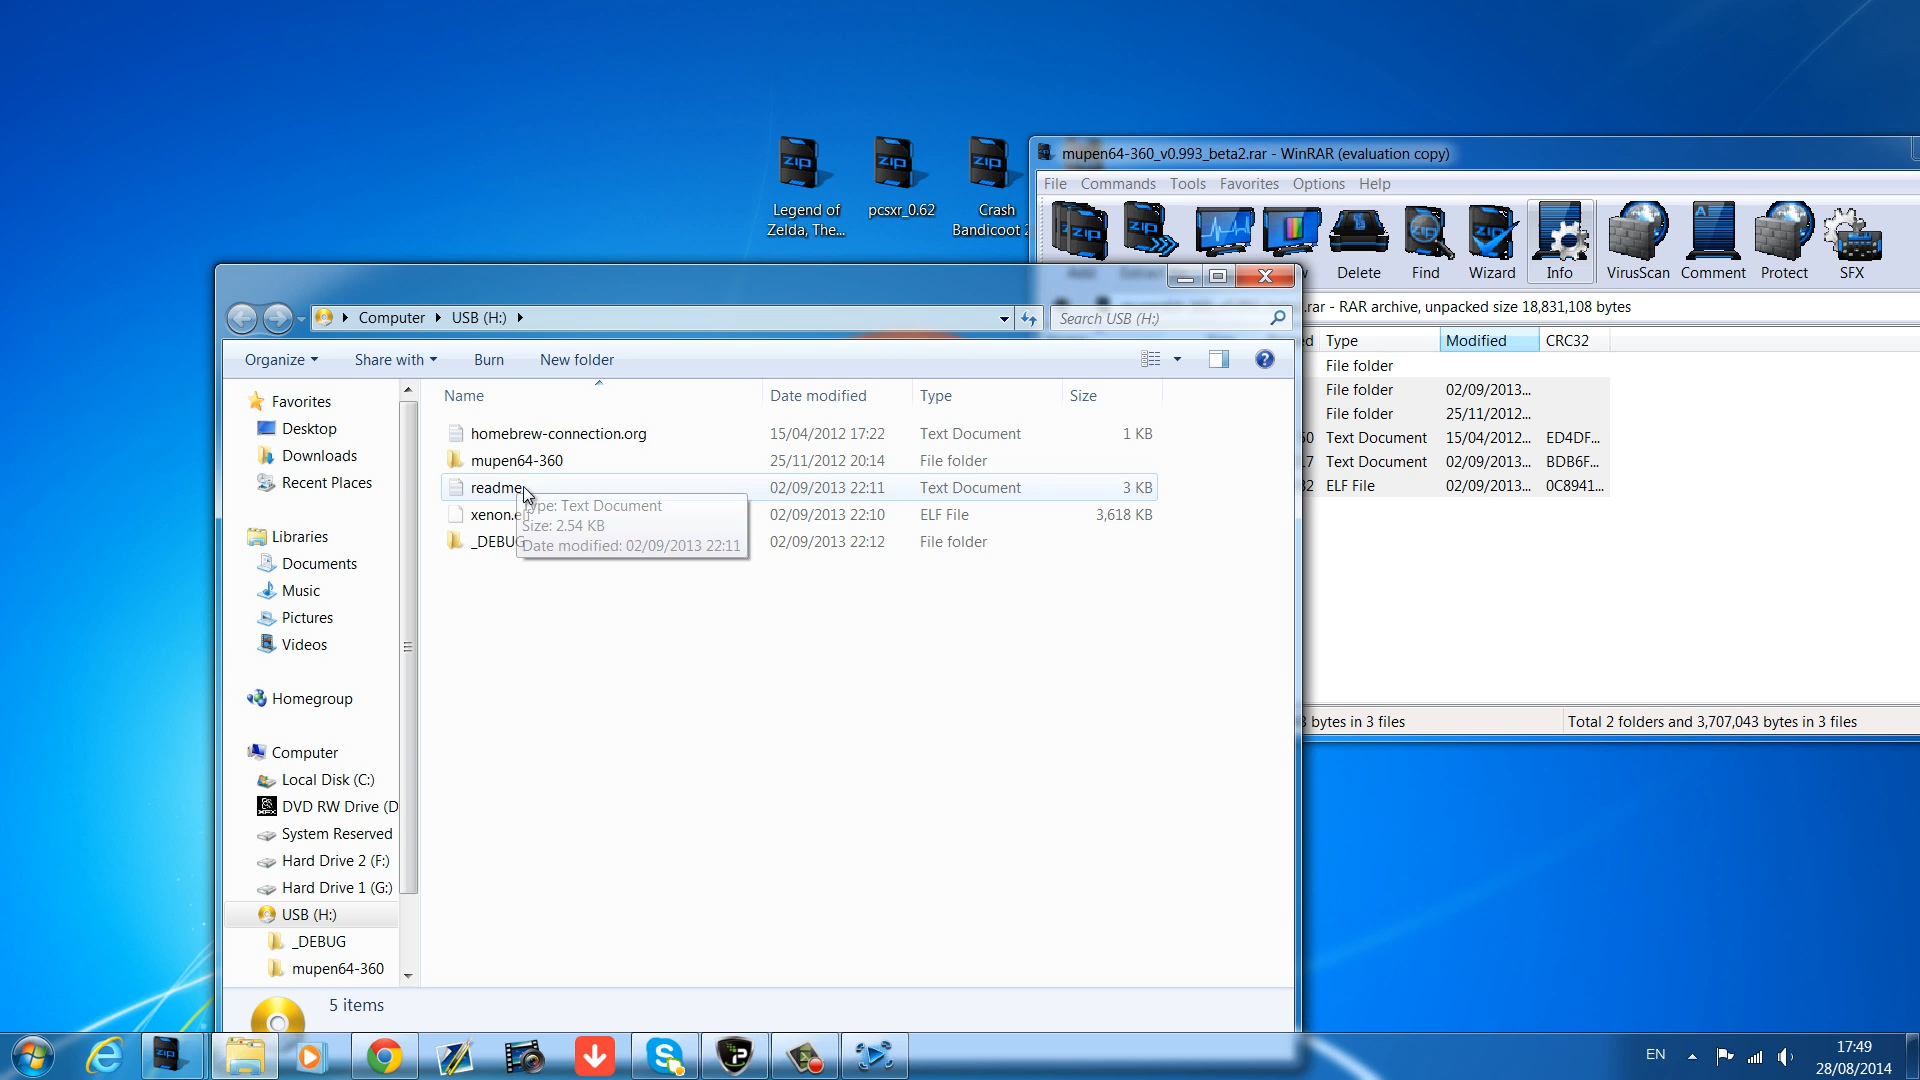 Legend of
Zelda, The...
pcsxr_0.62
Crash
Bandicoot 2
mupen64-360_v0.993_beta2.rar - WinRAR (evaluation copy)
File Commands Tools Favorites Options Help
Delete Find Wizard Info VirusScan Comment Protect SFX
.rar - RAR archive, unpacked size 18,831,108 bytes
Type Modified CRC32
File folder
File folder 02/09/2013...
File folder 25/11/2012...
Text Document 15/04/2012... ED4DF...
Text Document 02/09/2013... BDB6F...
ELF File 02/09/2013... 0C8941...
bytes in 3 files
Total 2 folders and 3,707,043 bytes in 3 files
Computer USB (H:)
Search USB (H:)
Organize Share with Burn New folder
Name Date modified Type Size
homebrew-connection.org 15/04/2012 17:22 Text Document 1 KB
mupen64-360 25/11/2012 20:14 File folder
readme 02/09/2013 22:11 Text Document 3 KB
xenon.e 02/09/2013 22:10 ELF File 3,618 KB
_DEBUG 02/09/2013 22:12 File folder
Type: Text Document
Size: 2.54 KB
Date modified: 02/09/2013 22:11
Favorites
Desktop
Downloads
Recent Places
Libraries
Documents
Music
Pictures
Videos
Homegroup
Computer
Local Disk (C:)
DVD RW Drive (D
System Reserved
Hard Drive 2 (F:)
Hard Drive 1 (G:)
USB (H:)
_DEBUG
mupen64-360
5 items
EN
17:49
28/08/2014